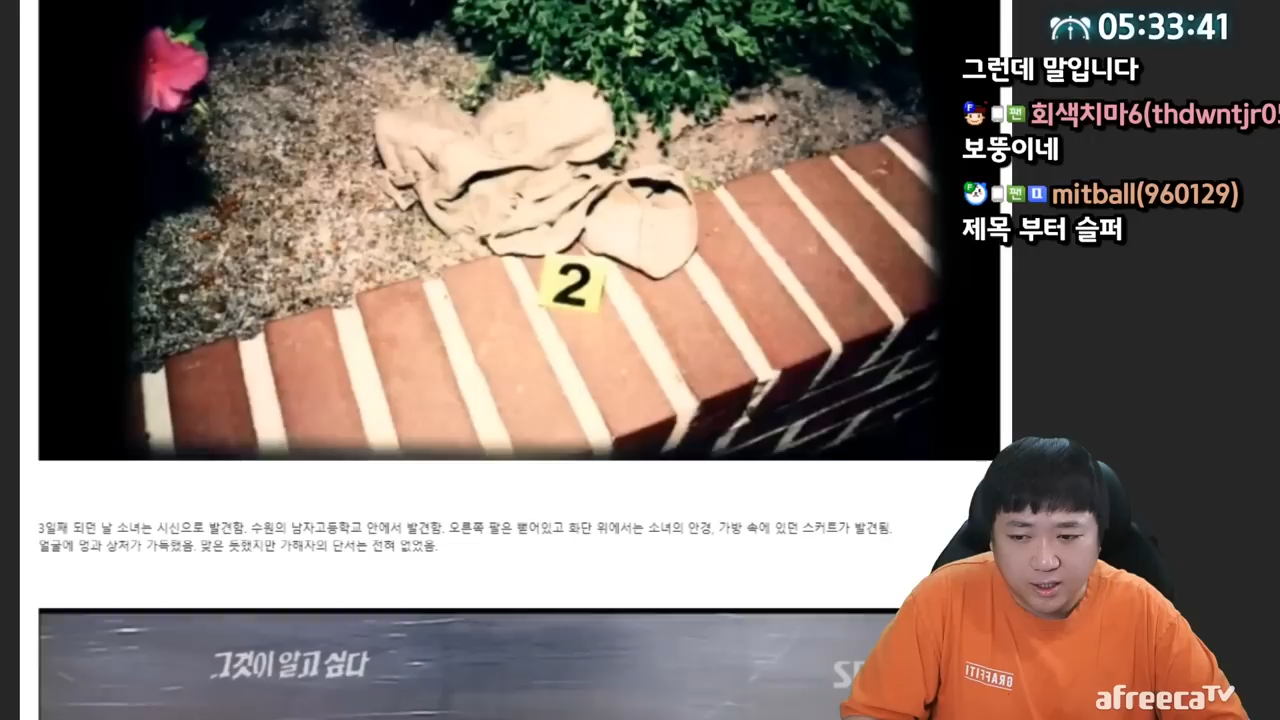 05:33:41
그런데 말입니다
회색치마6(thdwntjr05
보뚱이네
mitball(960129)
제목 부터 슬퍼
2
3일째 되던 날 소녀는 시신으로 발견함. 수원의 남자고등학교 안에서 발견함. 오른쪽 팔은 뻗어있고 화단 위에서는 소녀의 안경, 가방 속에 있던 스커트가 발견됨.
얼굴에 멍과 상처가 가득했음. 맞은 듯했지만 가해자의 단서는 전혀 없었음.
그것이 알고 싶다
GRAFFITI
afreecaTV